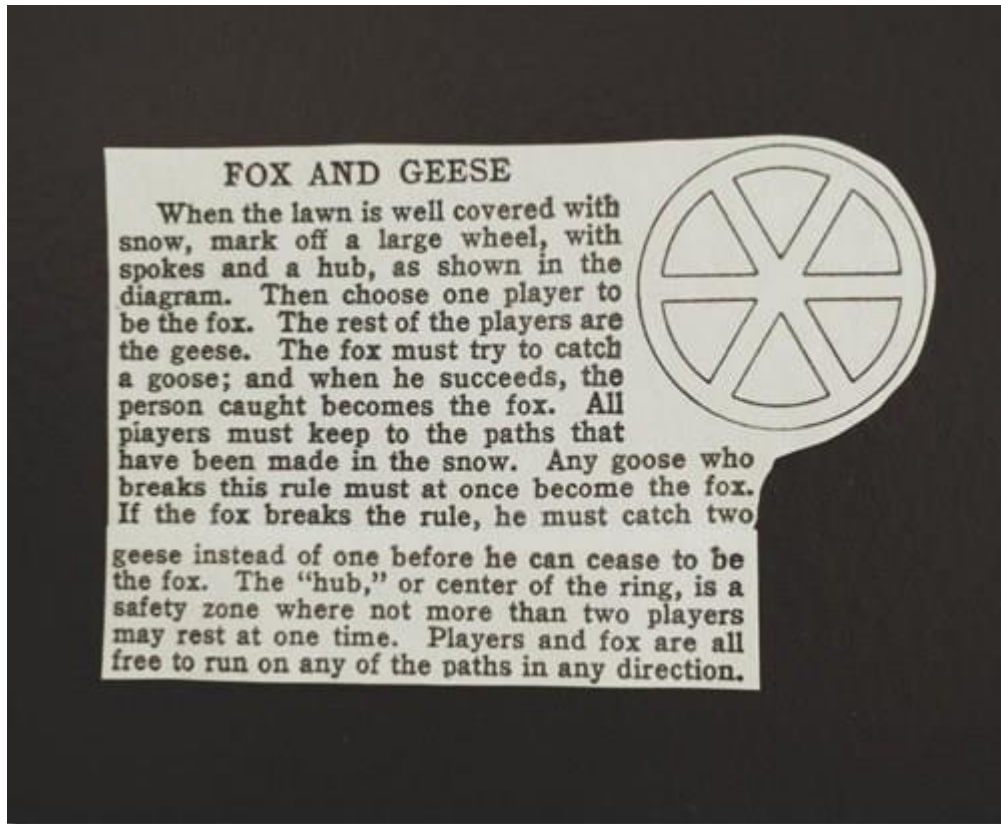 FOX AND GEESE
When the lawn is well covered with
snow, mark off a large wheel, with
spokes and a hub, as shown in the
diagram. Then choose one player to
be the fox. The rest of the players are
the geese. The fox must try to catch
a goose; and when he succeeds, the
person caught becomes the fox. All
players must keep to the paths that
have been made in the snow. Any goose who
breaks this rule must at once become the fox.
If the fox breaks the rule, he must catch two
geese instead of one before he can cease to be
the fox. The “hub,” or center of the ring, is a
safety zone where not more than two players
may rest at one time. Players and fox are all
free to run on any of the paths in any direction.